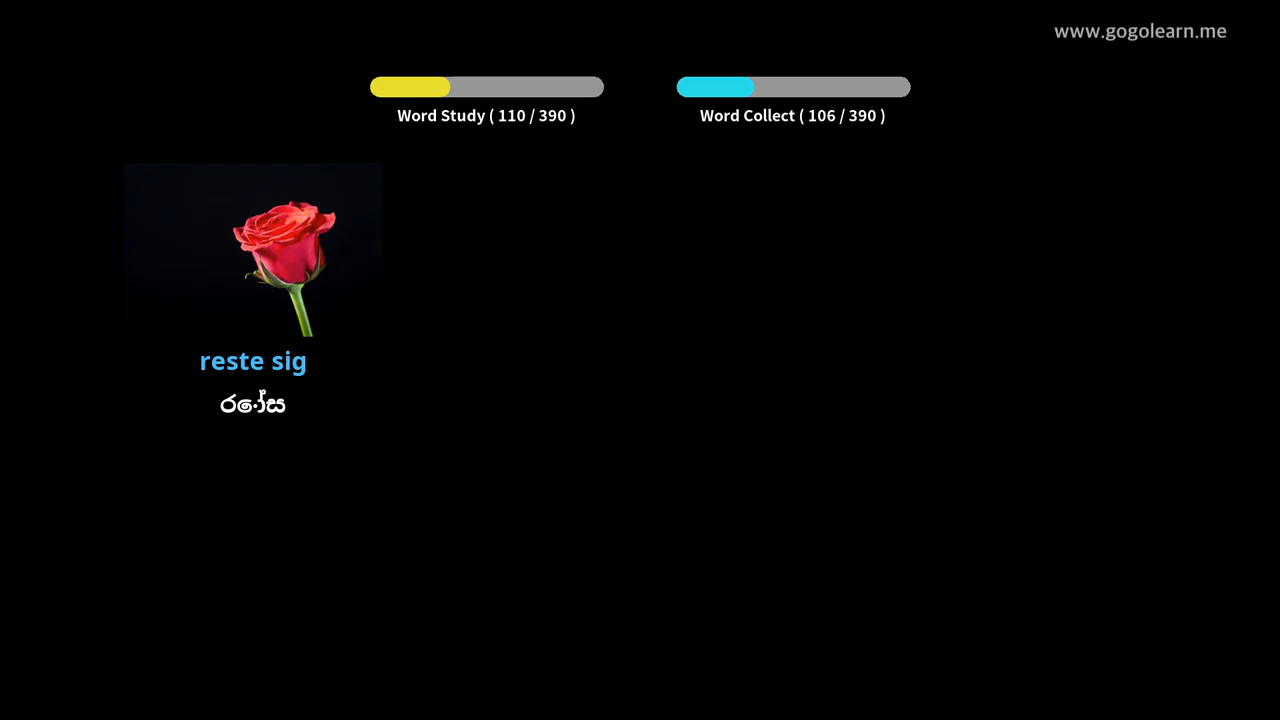 www.gogolearn.me
Word Study ( 110 / 390 )
Word Collect ( 106 / 390 )
reste sig
රෝස